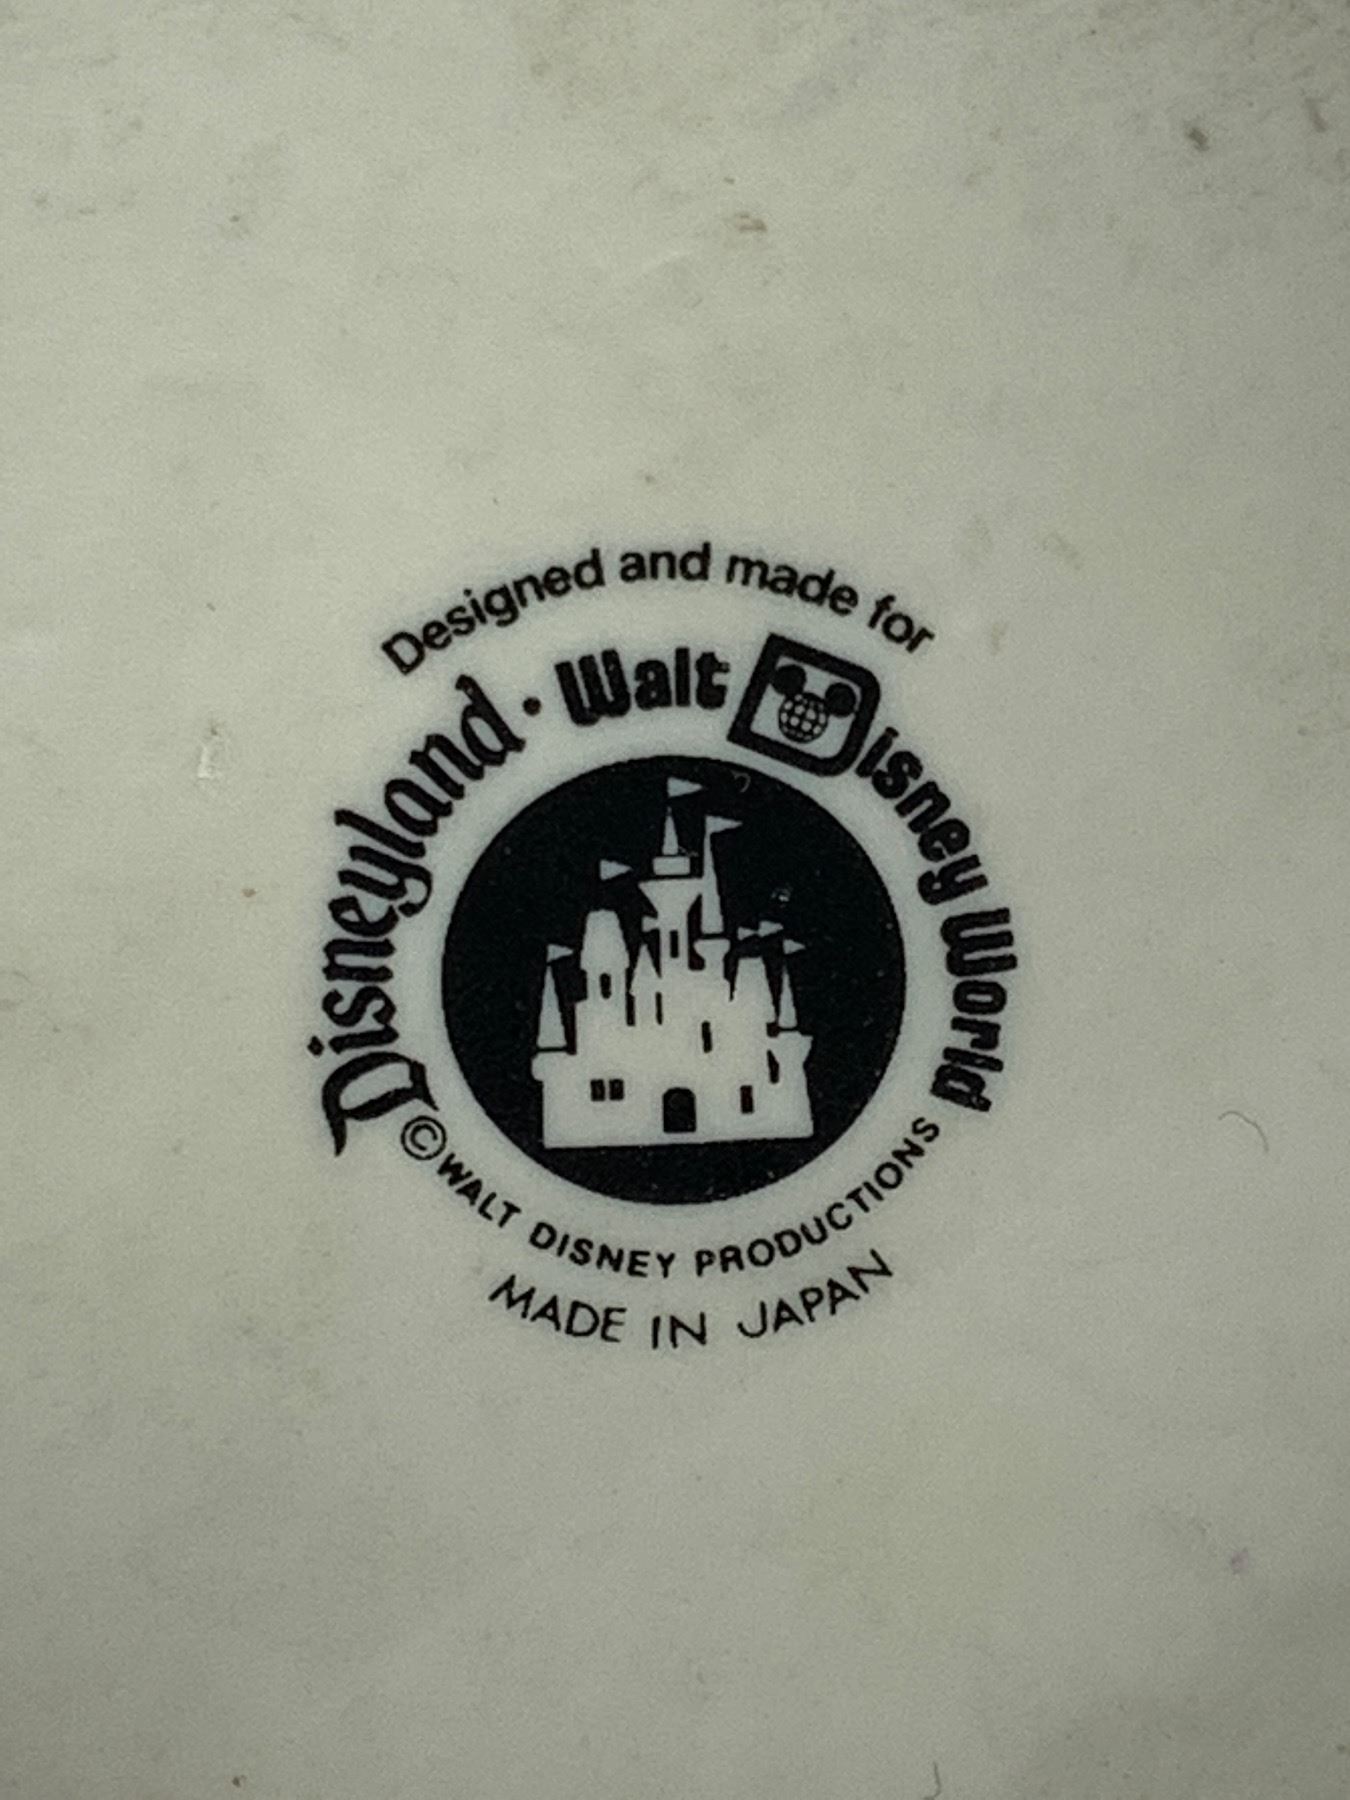 Designed and made for
Disneyland · Walt Disney World
© WALT DISNEY PRODUCTIONS
MADE IN JAPAN